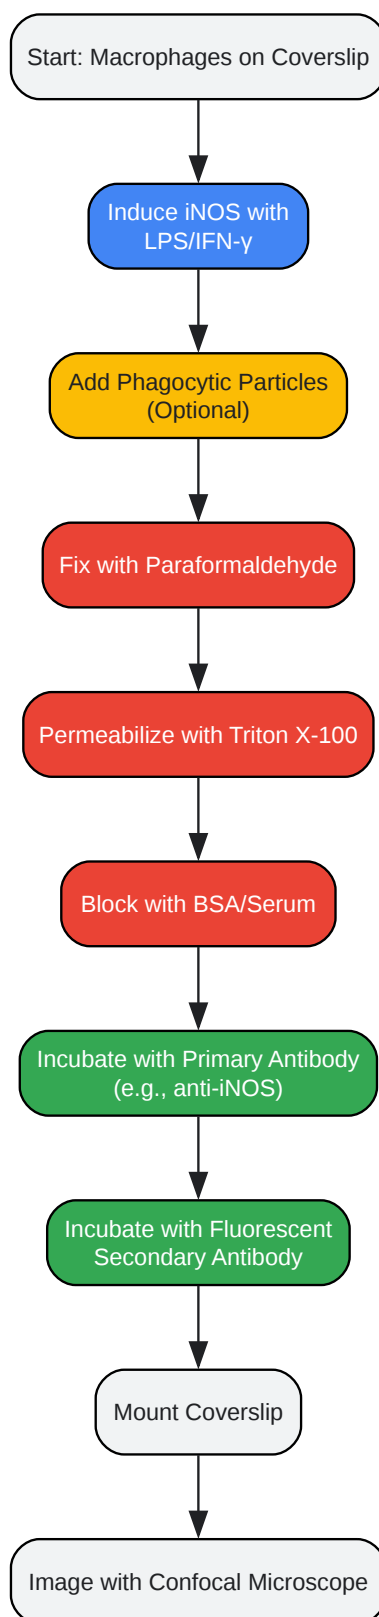 Start: Macrophages on Coverslip
Induce iNOS with
LPS/IFN-γ
Add Phagocytic Particles
(Optional)
Fix with Paraformaldehyde
Permeabilize with Triton X-100
Block with BSA/Serum
Incubate with Primary Antibody
(e.g., anti-iNOS)
Incubate with Fluorescent
Secondary Antibody
Mount Coverslip
Image with Confocal Microscope